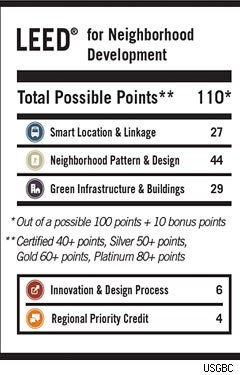 LEED® for Neighborhood
Development
Total Possible Points** 110*
Smart Location & Linkage 27
Neighborhood Pattern & Design 44
Green Infrastructure & Buildings 29
*Out of a possible 100 points + 10 bonus points
**Certified 40+ points, Silver 50+ points,
Gold 60+ points, Platinum 80+ points
Innovation & Design Process 6
Regional Priority Credit 4
USGBC